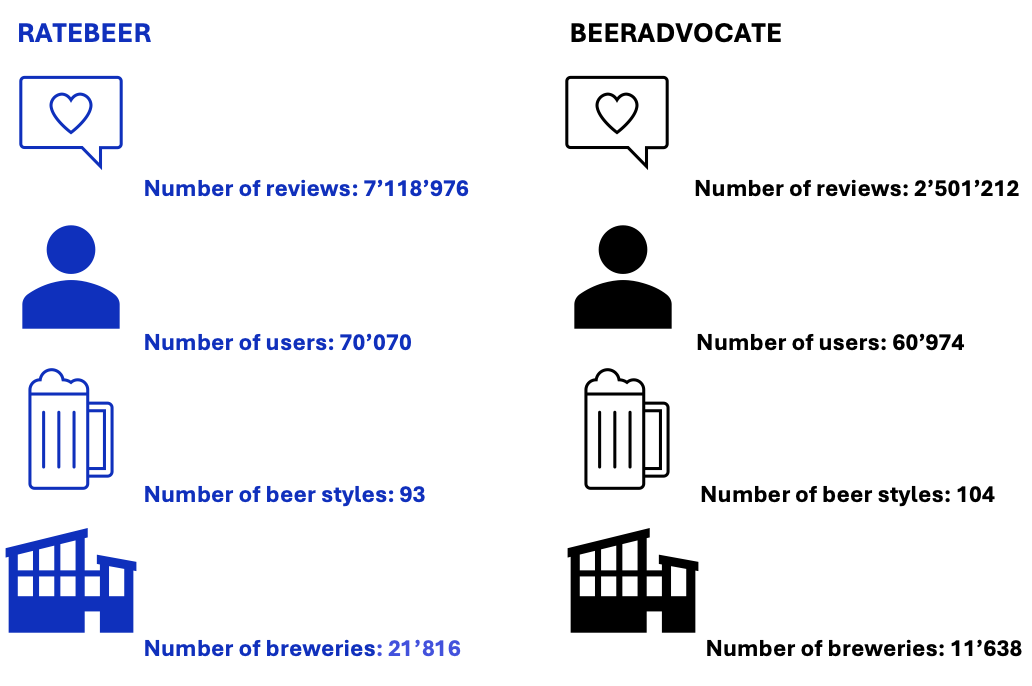 RATEBEER
BEERADVOCATE
Number of reviews: 7’118’976
Number of reviews: 2’501’212
Number of users: 70’070
Number of users: 60’974
Number of beer styles: 93
Number of beer styles: 104
Number of breweries: 21’816
Number of breweries: 11’638